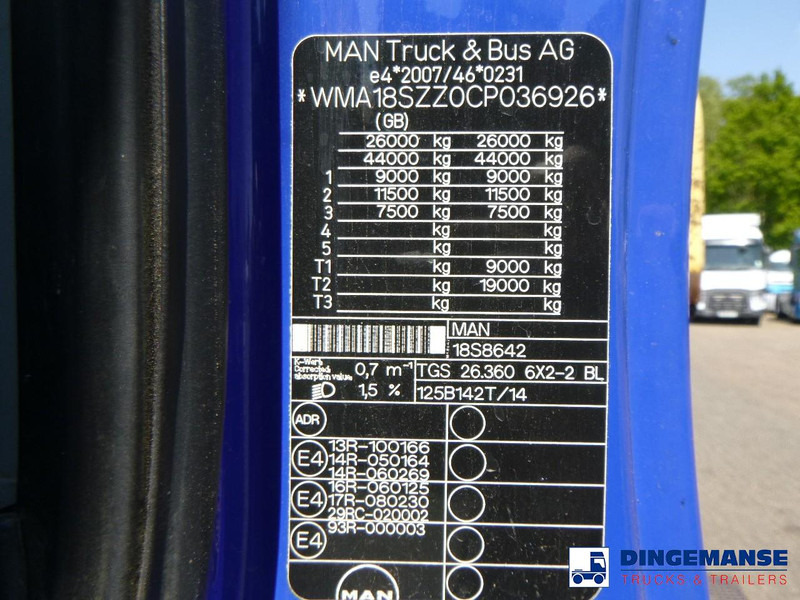 MAN Truck & Bus AG
e4*2007/46*0231
*WMA18SZZ0CP036926*
(GB)
26000 kg 26000 kg
44000 kg 44000 kg
1 9000 kg 9000 kg
2 11500 kg 11500 kg
3 7500 kg 7500 kg
4 kg kg
5 kg kg
T1 kg 9000 kg
T2 kg 19000 kg
T3 kg kg
MAN
18S8642
K-Wert
Corrected absorption value: 0,7 m⁻¹
1,5 %
TGS 26.360 6X2-2 BL
125B142T/14
ADR
E4 13R-100166
14R-050164
14R-060269
E4 16R-060125
17R-080230
29RC-020002
E4 93R-000003
MAN
DINGEMANSE
TRUCKS & TRAILERS